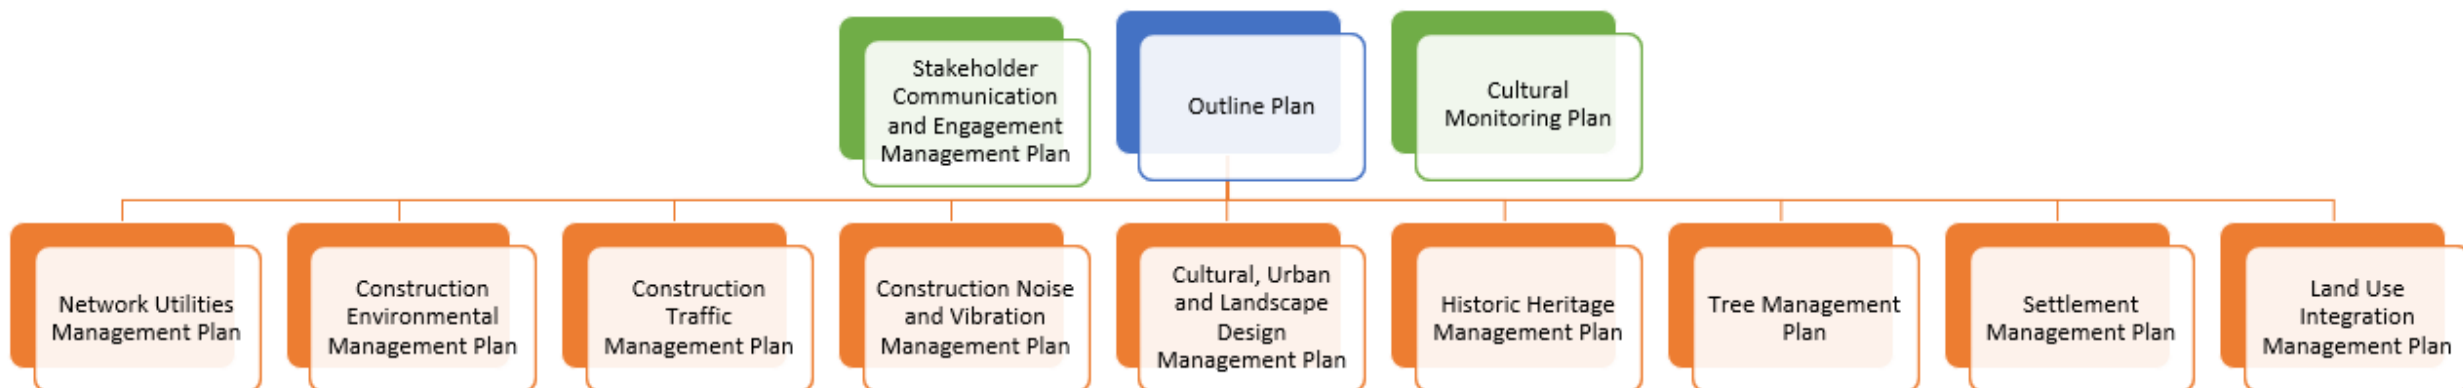 Stakeholder
Communication
and Engagement
Management Plan
Outline Plan
Cultural
Monitoring Plan
Network Utilities
Management Plan
Construction
Environmental
Management Plan
Construction
Traffic
Management Plan
Construction Noise
and Vibration
Management Plan
Cultural, Urban
and Landscape
Design
Management Plan
Historic Heritage
Management Plan
Tree Management
Plan
Settlement
Management Plan
Land Use
Integration
Management Plan